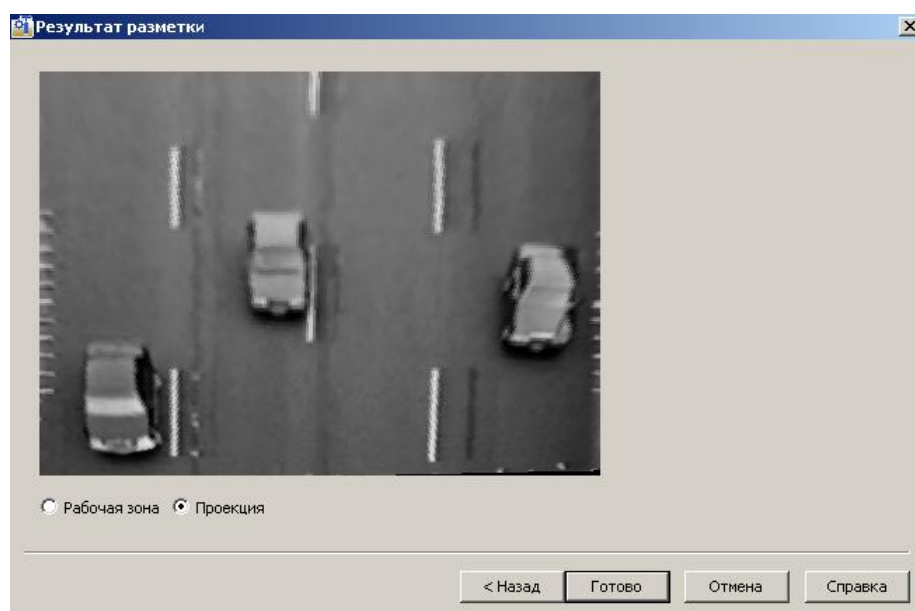 Результат разметки
Рабочая зона Проекция
< Назад Готово Отмена Справка